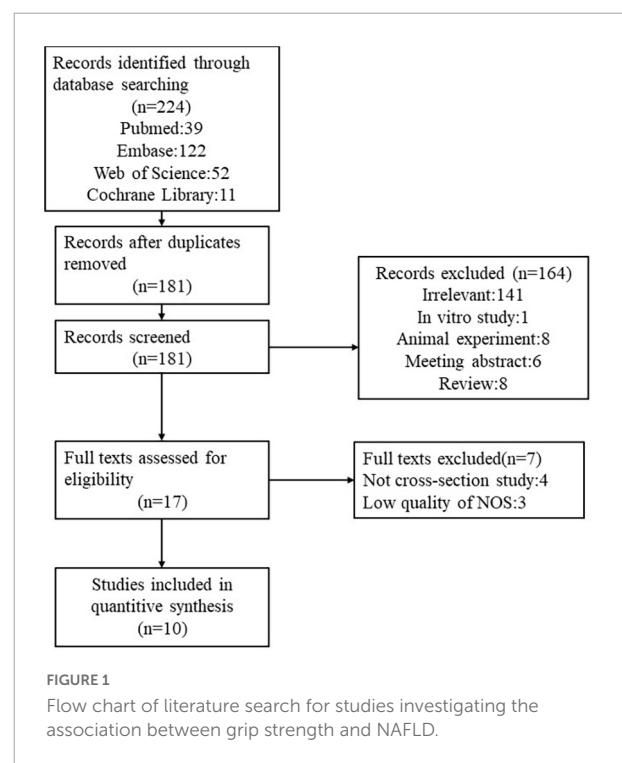 Records identified through
database searching
(n=224)
Pubmed:39
Embase:122
Web of Science:52
Cochrane Library:11
Records after duplicates
removed
(n=181)
Records screened
(n=181)
Records excluded (n=164)
Irrelevant:141
In vitro study:1
Animal experiment:8
Meeting abstract:6
Review:8
Full texts assessed for
eligibility
(n=17)
Full texts excluded(n=7)
Not cross-section study:4
Low quality of NOS:3
Studies included in
quantitive synthesis
(n=10)
FIGURE 1
Flow chart of literature search for studies investigating the
association between grip strength and NAFLD.